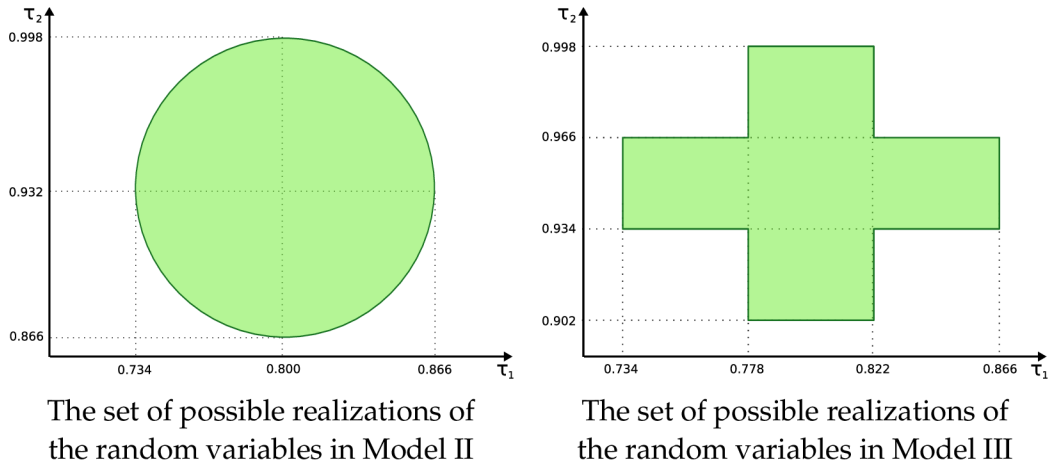 τ₂
0.998
0.932
0.866
0.734
0.800
0.866
τ₁
The set of possible realizations of
the random variables in Model II
τ₂
0.998
0.966
0.934
0.902
0.734
0.778
0.822
0.866
τ₁
The set of possible realizations of
the random variables in Model III